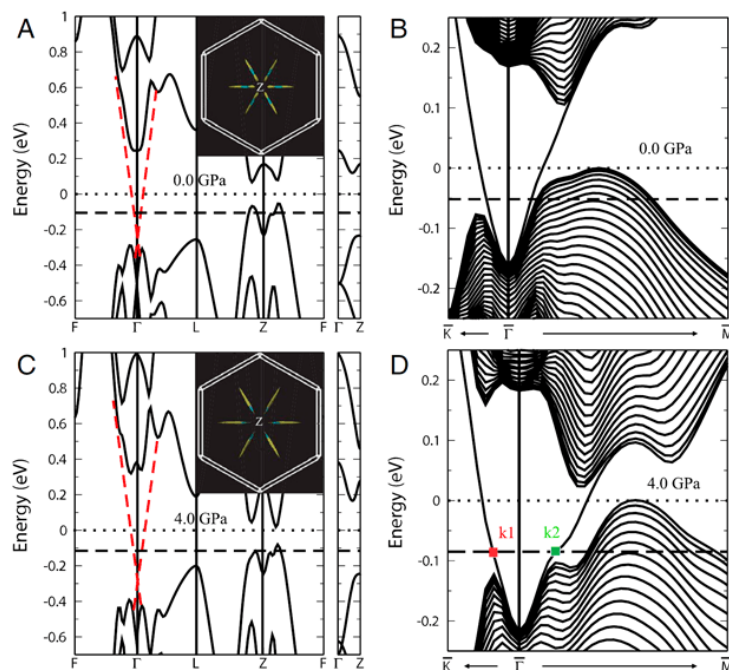 A
B
1
0.8
0.6
0.4
0.2
0
-0.2
-0.4
-0.6
Energy (eV)
Z
0.0 GPa
F
Γ
L
Z
F
Γ
Z
0.2
0.1
0
-0.1
-0.2
Energy (eV)
0.0 GPa
K̅
Γ̅
M̅
C
D
1
0.8
0.6
0.4
0.2
0
-0.2
-0.4
-0.6
Energy (eV)
Z
4.0 GPa
F
Γ
L
Z
F
Γ
Z
0.2
0.1
0
-0.1
-0.2
Energy (eV)
4.0 GPa
k1
k2
K̅
Γ̅
M̅